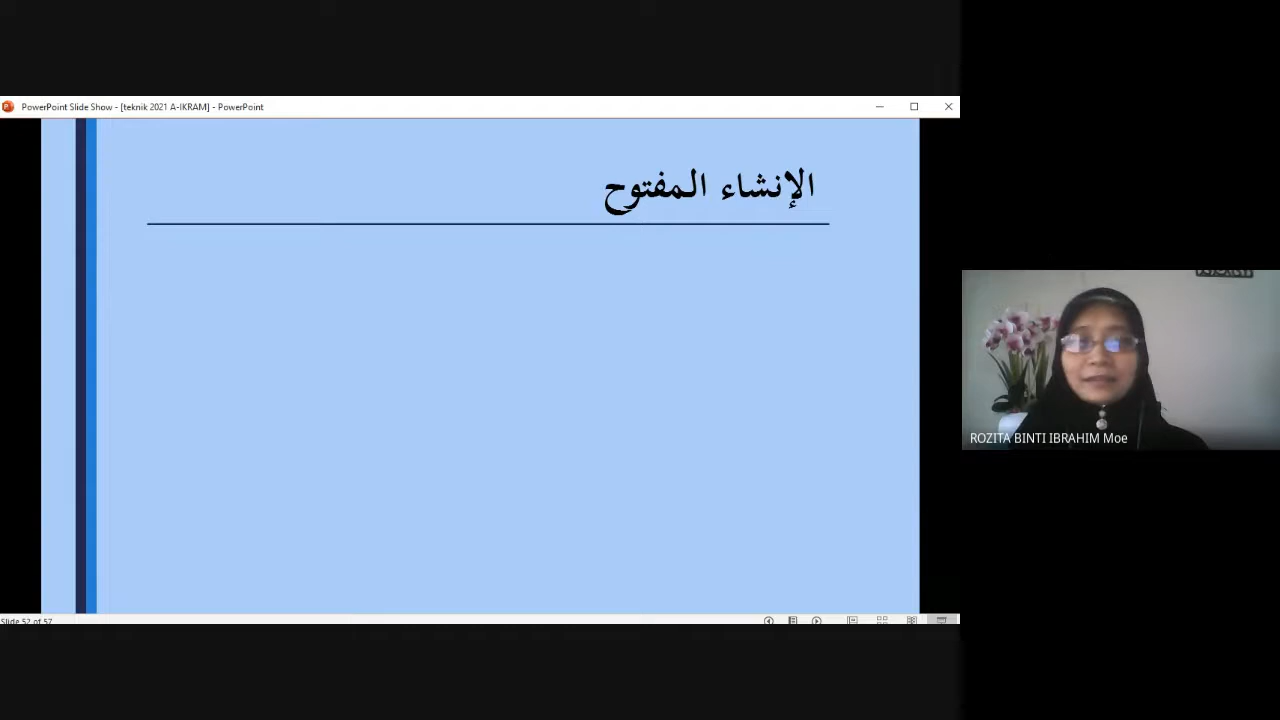 PowerPoint Slide Show - [teknik 2021 A-IKRAM] - PowerPoint
الإنشاء المفتوح
ROZITA BINTI IBRAHIM Moe
Slide 52 of 57